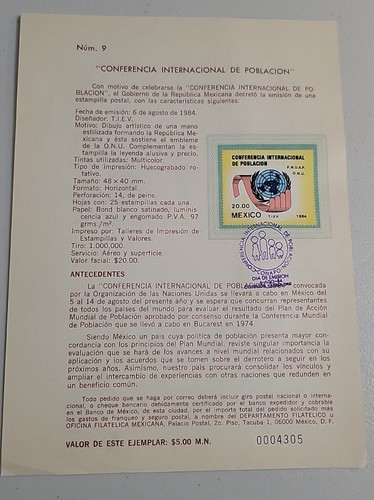 Núm. 9
"CONFERENCIA INTERNACIONAL DE POBLACION"
Con motivo de celebrarse la "CONFERENCIA INTERNACIONAL DE PO-
BLACION", el Gobierno de la República Mexicana decretó la emisión de una
estampilla postal, con las características siguientes:
Fecha de emisión: 6 de agosto de 1984.
Diseñador: T.I.E.V.
Motivo: Dibujo artístico de una mano
estilizada formando la República Me-
xicana y ésta sostiene el emblema
de la O.N.U. Complementan la es-
tampilla la leyenda alusiva y precio.
Tintas utilizadas: Multicolor.
Tipo de impresión: Huecograbado ro-
tativo.
Tamaño: 48 × 40 mm.
Formato: Horizontal.
Perforación: 14, de peine.
Hojas con: 25 estampillas cada una.
Papel: Bond blanco satinado, luminis-
cencia azul y engomado P.V.A. 97
grms./m².
Impreso por: Talleres de Impresión de
Estampillas y Valores.
Tiro: 1.000,000.
Servicio: Aéreo y superficie.
Valor facial: $20.00.
CONFERENCIA INTERNACIONAL
DE POBLACION
F.N.U.A.P.
O.N.U.
20.00
MEXICO
T.I.E.V.
1984
CONFERENCIA INTERNACIONAL DE POBLACION
CONAPO
DIA DE EMISION
ANTECEDENTES
La "CONFERENCIA INTERNACIONAL DE POBLACION" convocada
por la Organización de las Naciones Unidas se llevará a cabo en México del
5 al 14 de agosto del presente año y se espera que concurran representantes
de todos los países del mundo para evaluar el resultado del Plan de Acción
Mundial de Población aprobado por consenso durante la Conferencia Mundial
de Población que se llevó a cabo en Bucarest en 1974.
Siendo México un país cuya política de población presenta mayor con-
cordancia con los principios del Plan Mundial, reviste singular importancia la
evaluación que se hará de los avances a nivel mundial relacionados con su
aplicación y los acuerdos que se tomen sobre el derrotero a seguir en los
próximos años. Asimismo, nuestro país procurará consolidar los vínculos y
ampliar el intercambio de experiencias con otras naciones que redunden en
un beneficio común.
Todo pedido que se haga por correo deberá incluir giro postal nacional o inter-
nacional, o cheque bancario debidamente certificado por el banco expedidor y cobrable
en el Banco de México, de esta ciudad, por el importe total del pedido solicitado más
los gastos de franqueo y seguro postal, a nombre del DEPARTAMENTO FILATELICO u
OFICINA FILATELICA MEXICANA, Palacio Postal, 2o. Piso, Tacuba 1, 06000 México, D. F.
VALOR DE ESTE EJEMPLAR: $5.00 M.N.
0004305